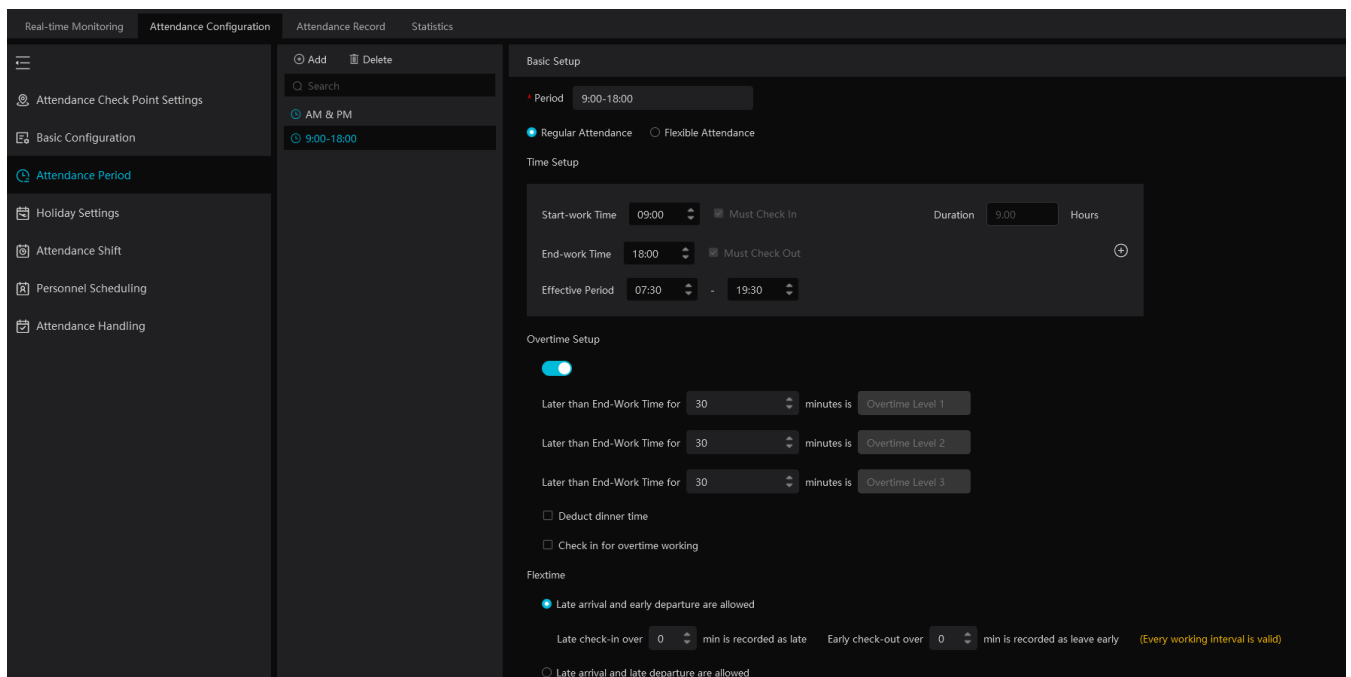 Real-time Monitoring Attendance Configuration Attendance Record Statistics
Attendance Check Point Settings
Basic Configuration
Attendance Period
Holiday Settings
Attendance Shift
Personnel Scheduling
Attendance Handling
Add Delete
Search
AM & PM
9:00-18:00
Basic Setup
* Period 9:00-18:00
Regular Attendance Flexible Attendance
Time Setup
Start-work Time 09:00 Must Check In Duration 9.00 Hours
End-work Time 18:00 Must Check Out
Effective Period 07:30 - 19:30
Overtime Setup
Later than End-Work Time for 30 minutes is Overtime Level 1
Later than End-Work Time for 30 minutes is Overtime Level 2
Later than End-Work Time for 30 minutes is Overtime Level 3
Deduct dinner time
Check in for overtime working
Flextime
Late arrival and early departure are allowed
Late check-in over 0 min is recorded as late Early check-out over 0 min is recorded as leave early (Every working interval is valid)
Late arrival and late departure are allowed